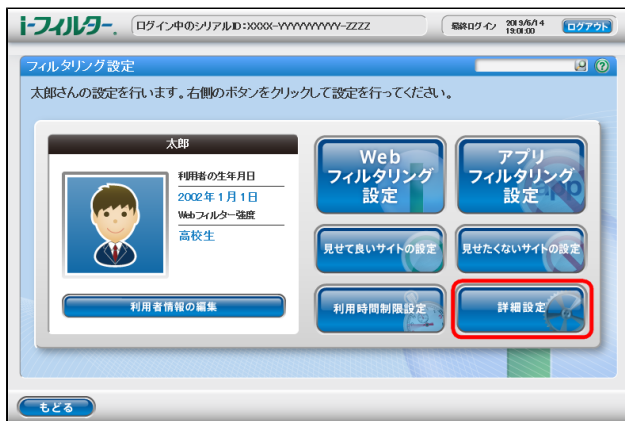 i-フィルター. ログイン中のシリアルID:XXXX-YYYYYYYYY-ZZZZ 最終ログイン 2019/6/14 19:01:00 ログアウト
フィルタリング設定
太郎さんの設定を行います。右側のボタンをクリックして設定を行ってください。
太郎
利用者の生年月日
2002年1月1日
Webフィルター強度
高校生
利用者情報の編集
Web
フィルタリング
設定
アプリ
フィルタリング
設定
見せて良いサイトの設定
見せたくないサイトの設定
利用時間制限設定
詳細設定
もどる